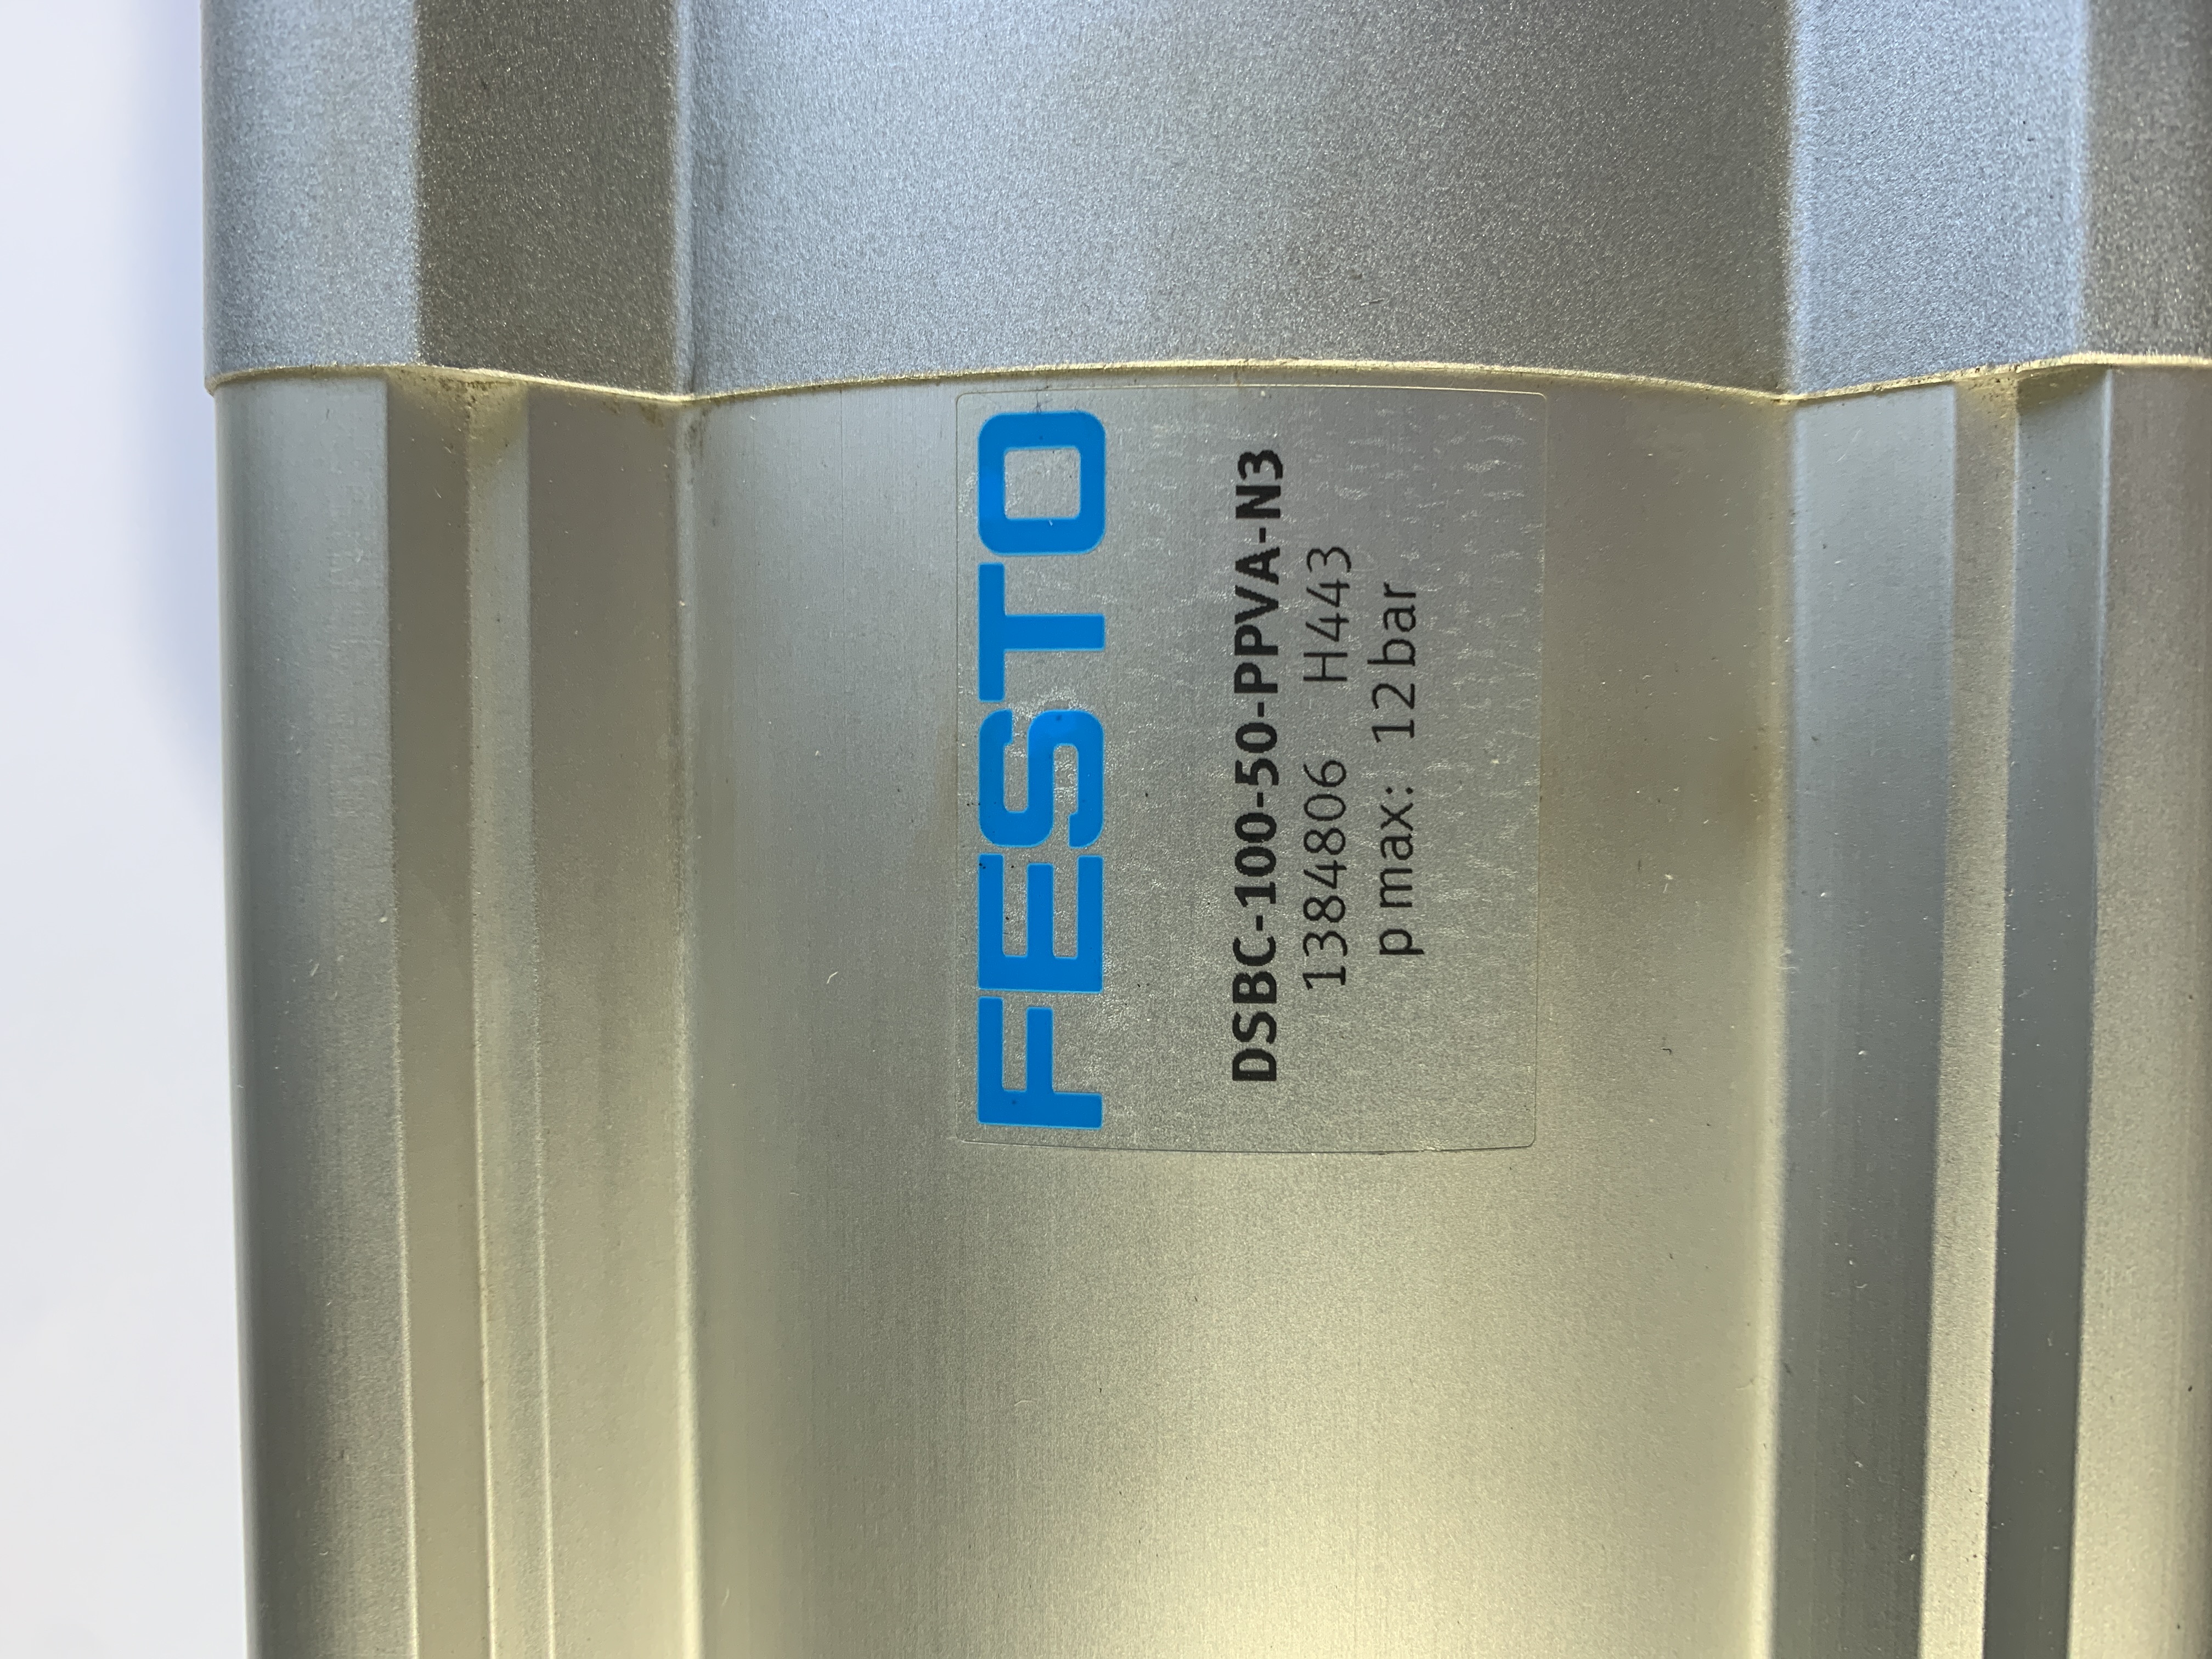 FESTO
DSBC-100-50-PPVA-N3
1384806 H443
p max: 12 bar